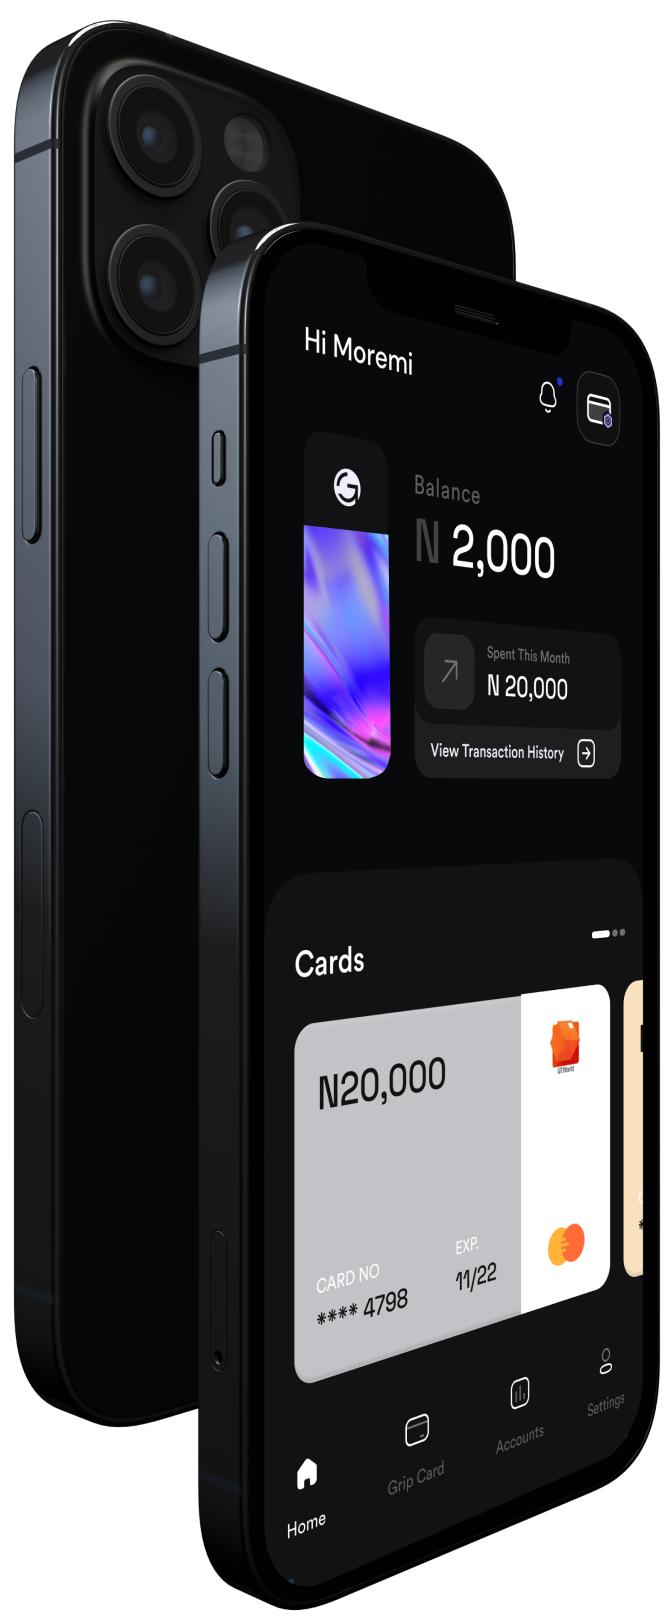 Hi Moremi
Balance
N 2,000
Spent This Month
N 20,000
View Transaction History
Cards
N20,000
GTWorld
CARD NO
EXP.
**** 4798
11/22
Home
Grip Card
Accounts
Settings